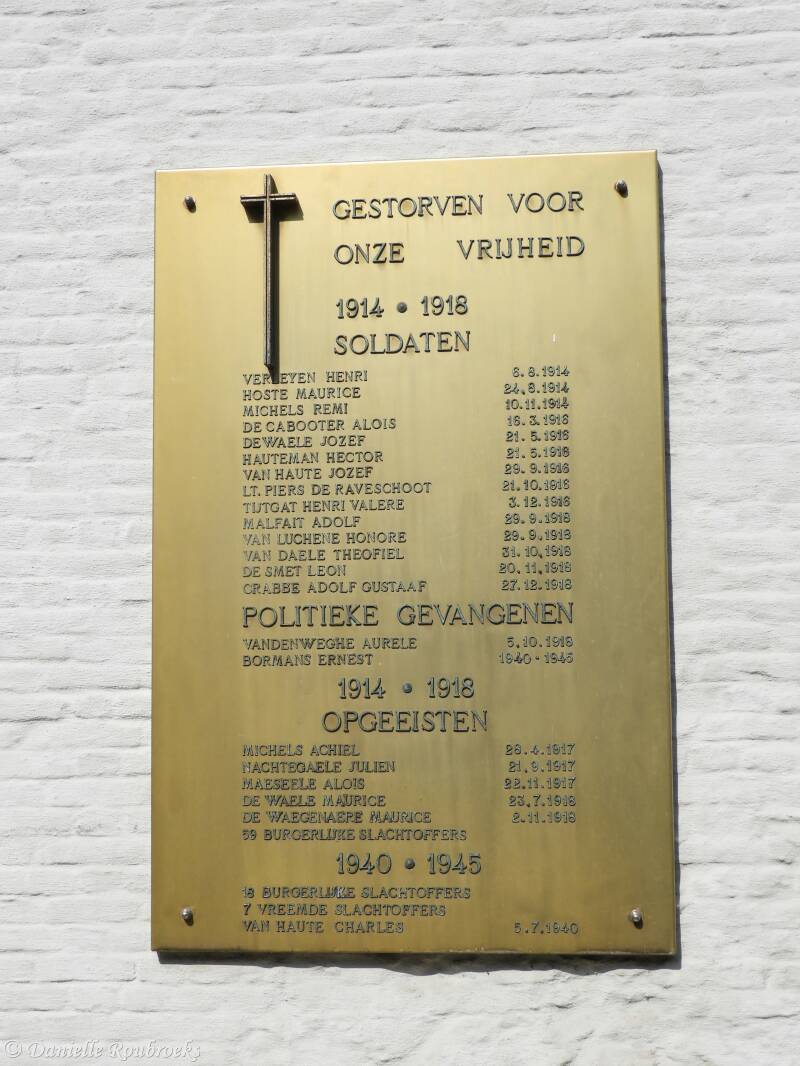 GESTORVEN VOOR
ONZE VRIJHEID
1914 • 1918
SOLDATEN
VERHEYEN HENRI 6.8.1914
HOSTE MAURICE 24.8.1914
MICHELS REMI 10.11.1914
DE CABOOTER ALOIS 16.3.1916
DEWAELE JOZEF 21.5.1916
HAUTEMAN HECTOR 21.5.1918
VAN HAUTE JOZEF 29.9.1916
LT. PIERS DE RAVESCHOOT 21.10.1916
TIJTGAT HENRI VALERE 3.12.1916
MALFAIT ADOLF 29.9.1918
VAN LUCHENE HONORE 29.9.1918
VAN DAELE THEOFIEL 31.10.1918
DE SMET LEON 20.11.1918
CRABBE ADOLF GUSTAAF 27.12.1918
POLITIEKE GEVANGENEN
VANDENWEGHE AURELE 5.10.1918
BORMANS ERNEST 1940-1945
1914 • 1918
OPGEEISTEN
MICHELS ACHIEL 28.4.1917
NACHTEGAELE JULIEN 21.9.1917
MAESEELE ALOIS 22.11.1917
DE WAELE MAURICE 23.7.1918
DE WAEGENAERE MAURICE 2.11.1918
59 BURGERLIJKE SLACHTOFFERS
1940 • 1945
18 BURGERLIJKE SLACHTOFFERS
7 VREEMDE SLACHTOFFERS
VAN HAUTE CHARLES 5.7.1940
© Danielle Roubroeks